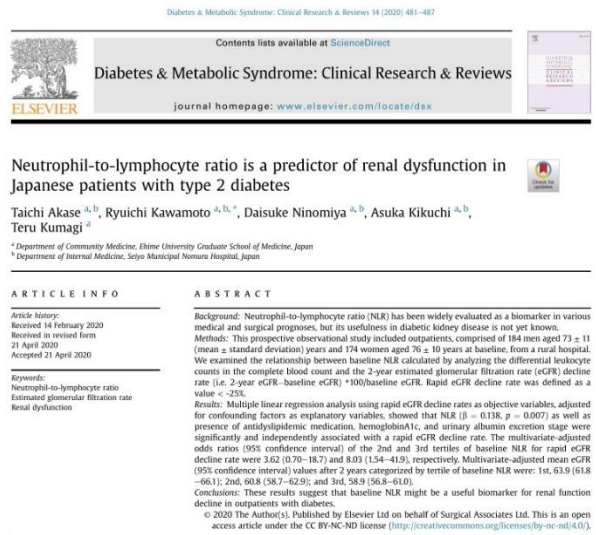 Diabetes & Metabolic Syndrome: Clinical Research & Reviews 14 (2020) 481–487
Contents lists available at ScienceDirect
Diabetes & Metabolic Syndrome: Clinical Research & Reviews
ELSEVIER
journal homepage: www.elsevier.com/locate/dsx
Neutrophil-to-lymphocyte ratio is a predictor of renal dysfunction in
Japanese patients with type 2 diabetes
Check for
updates
Taichi Akase a, b, Ryuichi Kawamoto a, b, *, Daisuke Ninomiya a, b, Asuka Kikuchi a, b,
Teru Kumagi a
a Department of Community Medicine, Ehime University Graduate School of Medicine, Japan
b Department of Internal Medicine, Seiyo Municipal Nomura Hospital, Japan
ARTICLE INFO
Article history:
Received 14 February 2020
Received in revised form
21 April 2020
Accepted 21 April 2020
Keywords:
Neutrophil-to-lymphocyte ratio
Estimated glomerular filtration rate
Renal dysfunction
ABSTRACT
Background: Neutrophil-to-lymphocyte ratio (NLR) has been widely evaluated as a biomarker in various
medical and surgical prognoses, but its usefulness in diabetic kidney disease is not yet known.
Methods: This prospective observational study included outpatients, comprised of 184 men aged 73 ± 11
(mean ± standard deviation) years and 174 women aged 76 ± 10 years at baseline, from a rural hospital.
We examined the relationship between baseline NLR calculated by analyzing the differential leukocyte
counts in the complete blood count and the 2-year estimated glomerular filtration rate (eGFR) decline
rate (i.e. 2-year eGFR−baseline eGFR) *100/baseline eGFR. Rapid eGFR decline rate was defined as a
value < -25%.
Results: Multiple linear regression analysis using rapid eGFR decline rates as objective variables, adjusted
for confounding factors as explanatory variables, showed that NLR (β = 0.138, p = 0.007) as well as
presence of antidyslipidemic medication, hemoglobinA1c, and urinary albumin excretion stage were
significantly and independently associated with a rapid eGFR decline rate. The multivariate-adjusted
odds ratios (95% confidence interval) of the 2nd and 3rd tertiles of baseline NLR for rapid eGFR
decline rate were 3.62 (0.70–18.7) and 8.03 (1.54–41.9), respectively. Multivariate-adjusted mean eGFR
(95% confidence interval) values after 2 years categorized by tertile of baseline NLR were: 1st, 63.9 (61.8
–66.1); 2nd, 60.8 (58.7–62.9); and 3rd, 58.9 (56.8–61.0).
Conclusions: These results suggest that baseline NLR might be a useful biomarker for renal function
decline in outpatients with diabetes.
© 2020 The Author(s). Published by Elsevier Ltd on behalf of Surgical Associates Ltd. This is an open
access article under the CC BY-NC-ND license (http://creativecommons.org/licenses/by-nc-nd/4.0/).